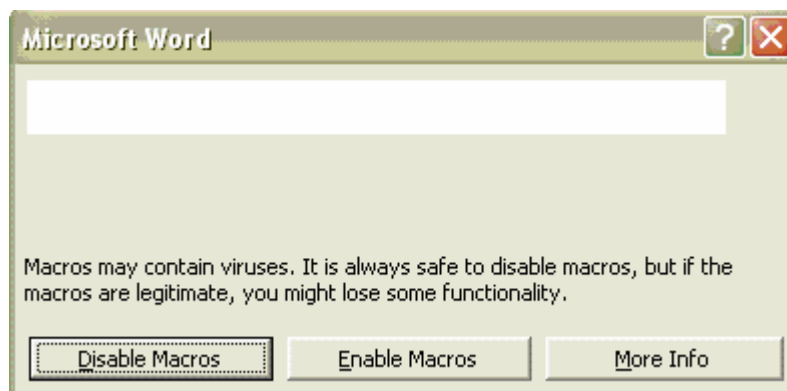 Microsoft Word
?
Macros may contain viruses. It is always safe to disable macros, but if the
macros are legitimate, you might lose some functionality.
Disable Macros
Enable Macros
More Info